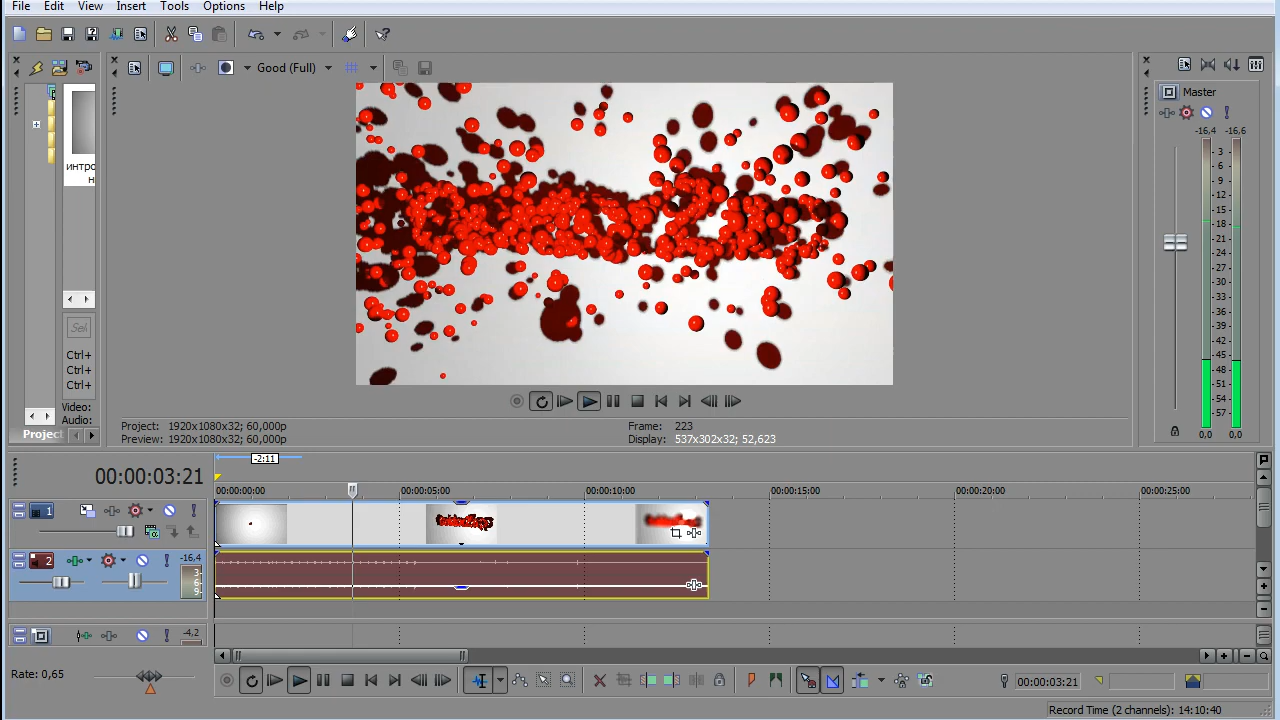 File Edit View Insert Tools Options Help
Good (Full)
интро
н
Sel
Ctrl+
Ctrl+
Ctrl+
Video:
Audio:
Project
Project: 1920x1080x32; 60,000p
Preview: 1920x1080x32; 60,000p
Frame: 223
Display: 537x302x32; 52,623
Master
-16,4 -16,6
- 3 -
- 6 -
- 9 -
-12-
-15-
-18-
-21-
-24-
-27-
-30-
-33-
-36-
-39-
-42-
-45-
-48-
-51-
-54-
-57-
0,0 0,0
00:00:03;21
-2:11
00:00:00;00 00:00:05;00 00:00:10;00 00:00:15;00 00:00:20;00 00:00:25;00
1
2
-16,4
3-
6-
9-
-4,2
Rate: 0,65
00:00:03;21
Record Time (2 channels): 14:10:40